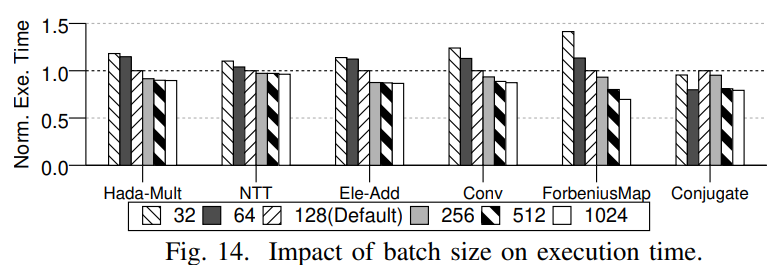 1.5
1.0
0.5
0.0
Norm. Exe. Time
Hada-Mult NTT Ele-Add Conv ForbeniusMap Conjugate
32 64 128(Default) 256 512 1024
Fig. 14. Impact of batch size on execution time.